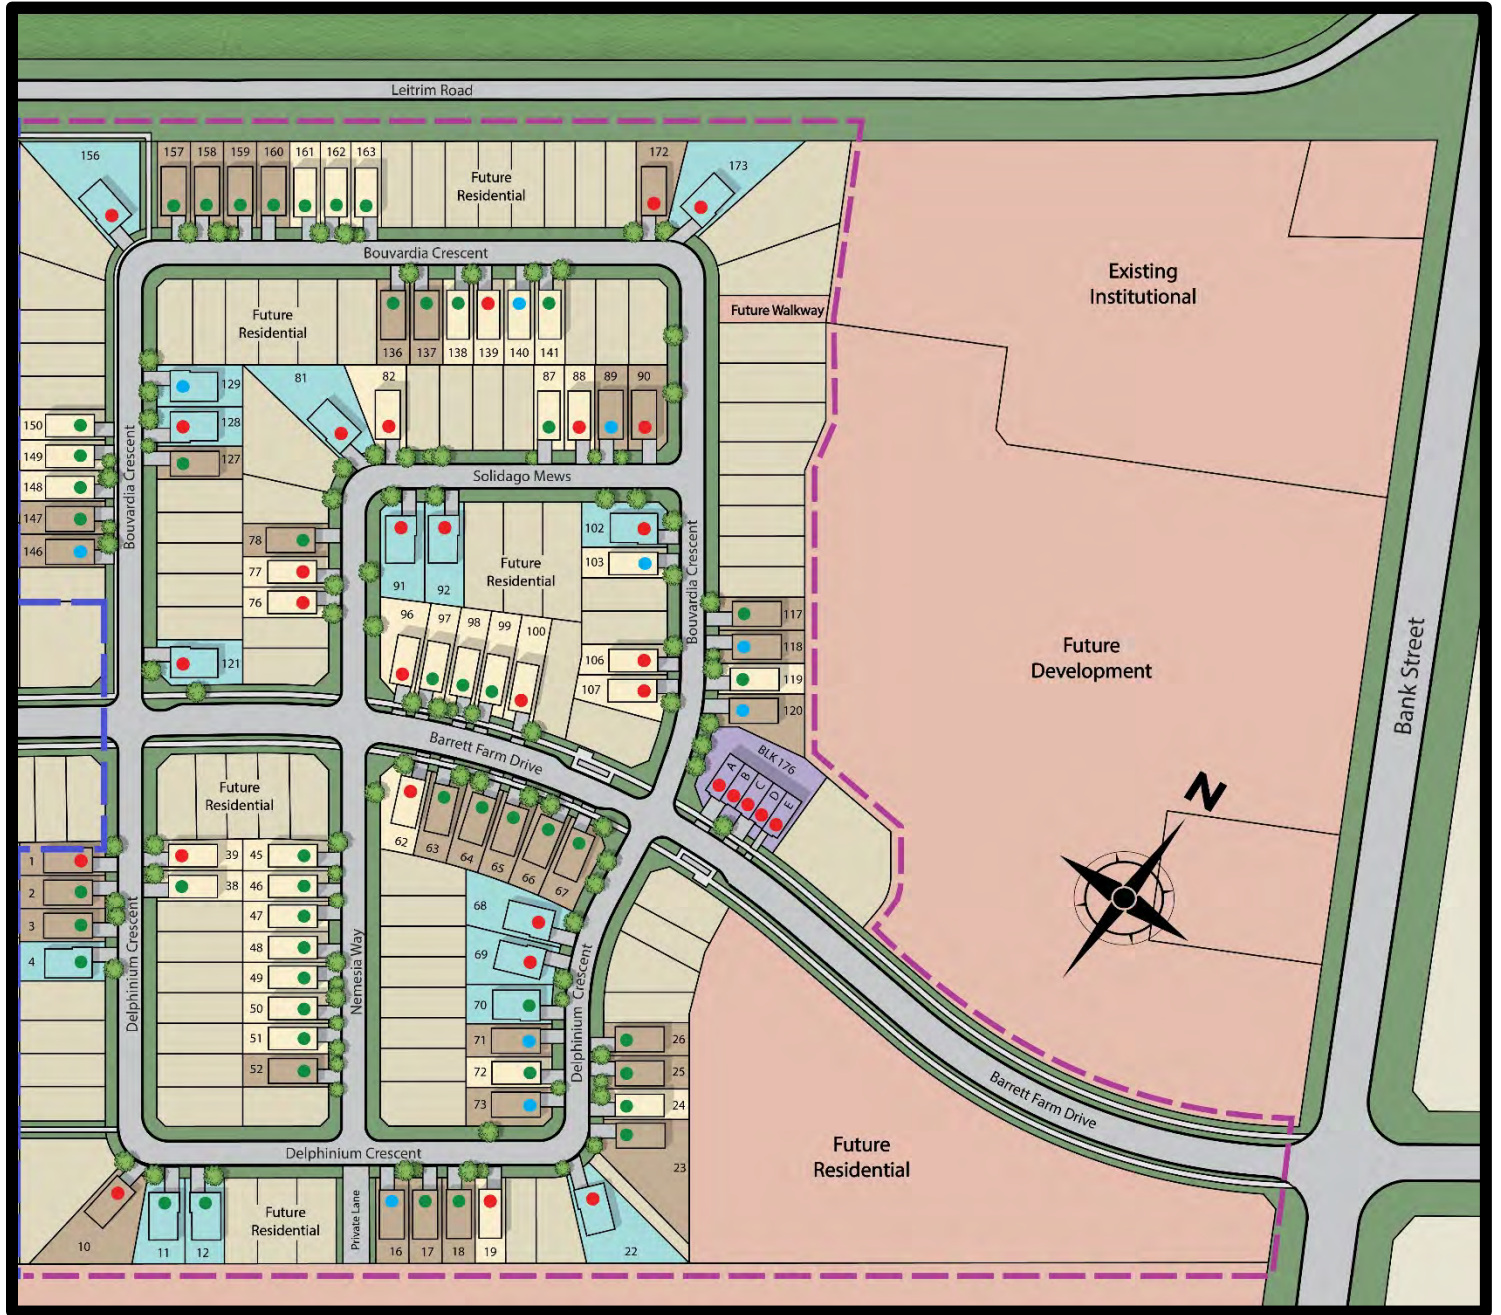 Leitrim Road
156
157
158
159
160
161
162
163
Future
Residential
172
173
Bouvardia Crescent
Existing
Institutional
Future Walkway
Future
Residential
136
137
138
139
140
141
129
128
127
81
82
87
88
89
90
150
149
148
147
146
Bouvardia Crescent
Solidago Mews
78
77
76
121
91
92
Future
Residential
102
103
96
97
98
99
100
106
107
Bouvardia Crescent
117
118
119
120
Future
Development
Bank Street
Barrett Farm Drive
BLK 176
A
B
C
D
E
N
Future
Residential
62
63
64
65
66
67
1
2
3
4
39
38
45
46
47
48
49
50
51
52
68
69
70
71
72
73
Delphinium Crescent
Nemesia Way
Delphinium Crescent
26
25
24
23
Barrett Farm Drive
Future
Residential
Delphinium Crescent
10
11
12
Future
Residential
Private Lane
16
17
18
19
22